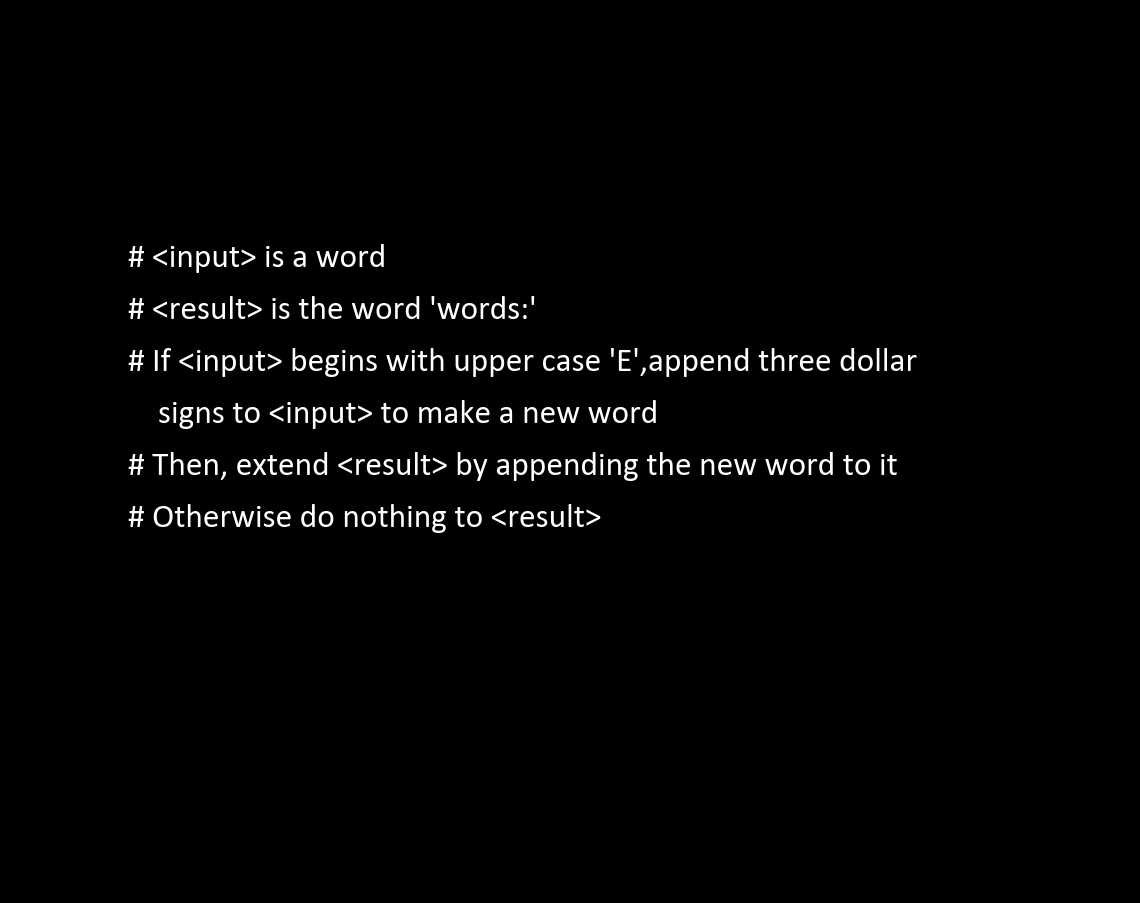 # <input> is a word
# <result> is the word 'words:'
# If <input> begins with upper case 'E',append three dollar
signs to <input> to make a new word
# Then, extend <result> by appending the new word to it
# Otherwise do nothing to <result>